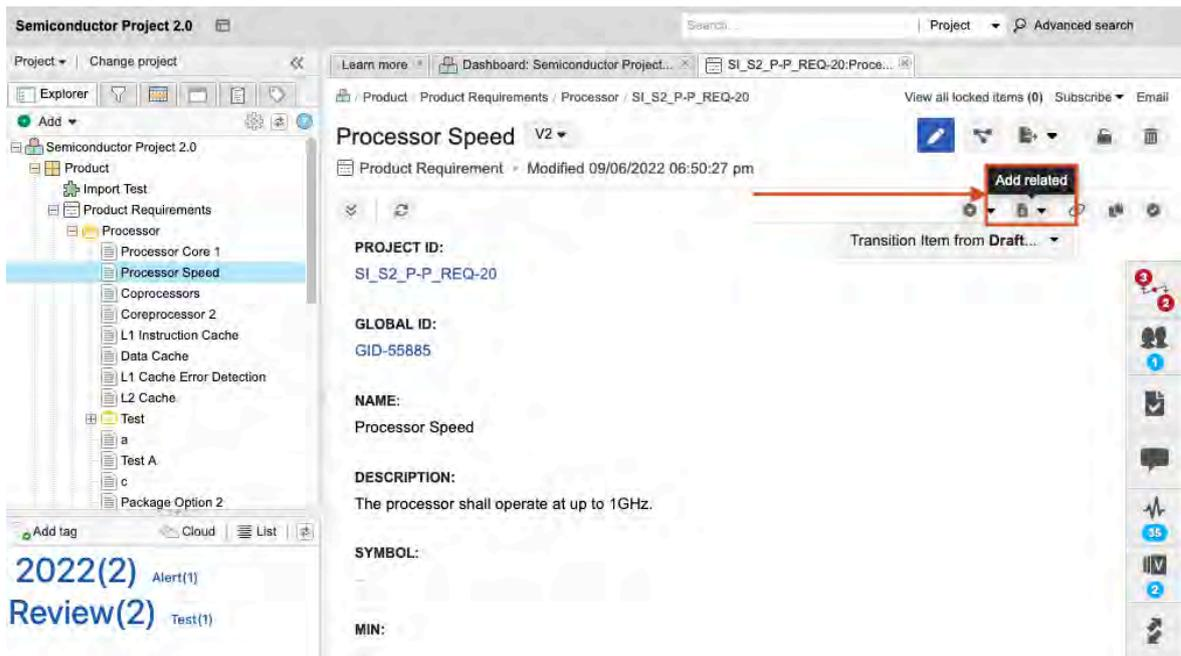 Semiconductor Project 2.0
Search...
Project
Advanced search
Project
Change project
Learn more
Dashboard: Semiconductor Project...
SI_S2_P-P_REQ-20:Proce...
Explorer
/ Product / Product Requirements / Processor / SI_S2_P-P_REQ-20
View all locked items (0) Subscribe Email
Add
Semiconductor Project 2.0
Product
Import Test
Product Requirements
Processor
Processor Core 1
Processor Speed
Coprocessors
Coreprocessor 2
L1 Instruction Cache
Data Cache
L1 Cache Error Detection
L2 Cache
Test
a
Test A
c
Package Option 2
Add tag
Cloud
List
2022(2) Alert(1)
Review(2) Test(1)
Processor Speed V2
Product Requirement • Modified 09/06/2022 06:50:27 pm
Add related
Transition Item from Draft...
PROJECT ID:
SI_S2_P-P_REQ-20
GLOBAL ID:
GID-55885
NAME:
Processor Speed
DESCRIPTION:
The processor shall operate at up to 1GHz.
SYMBOL:
MIN:
3
2
1
35
2